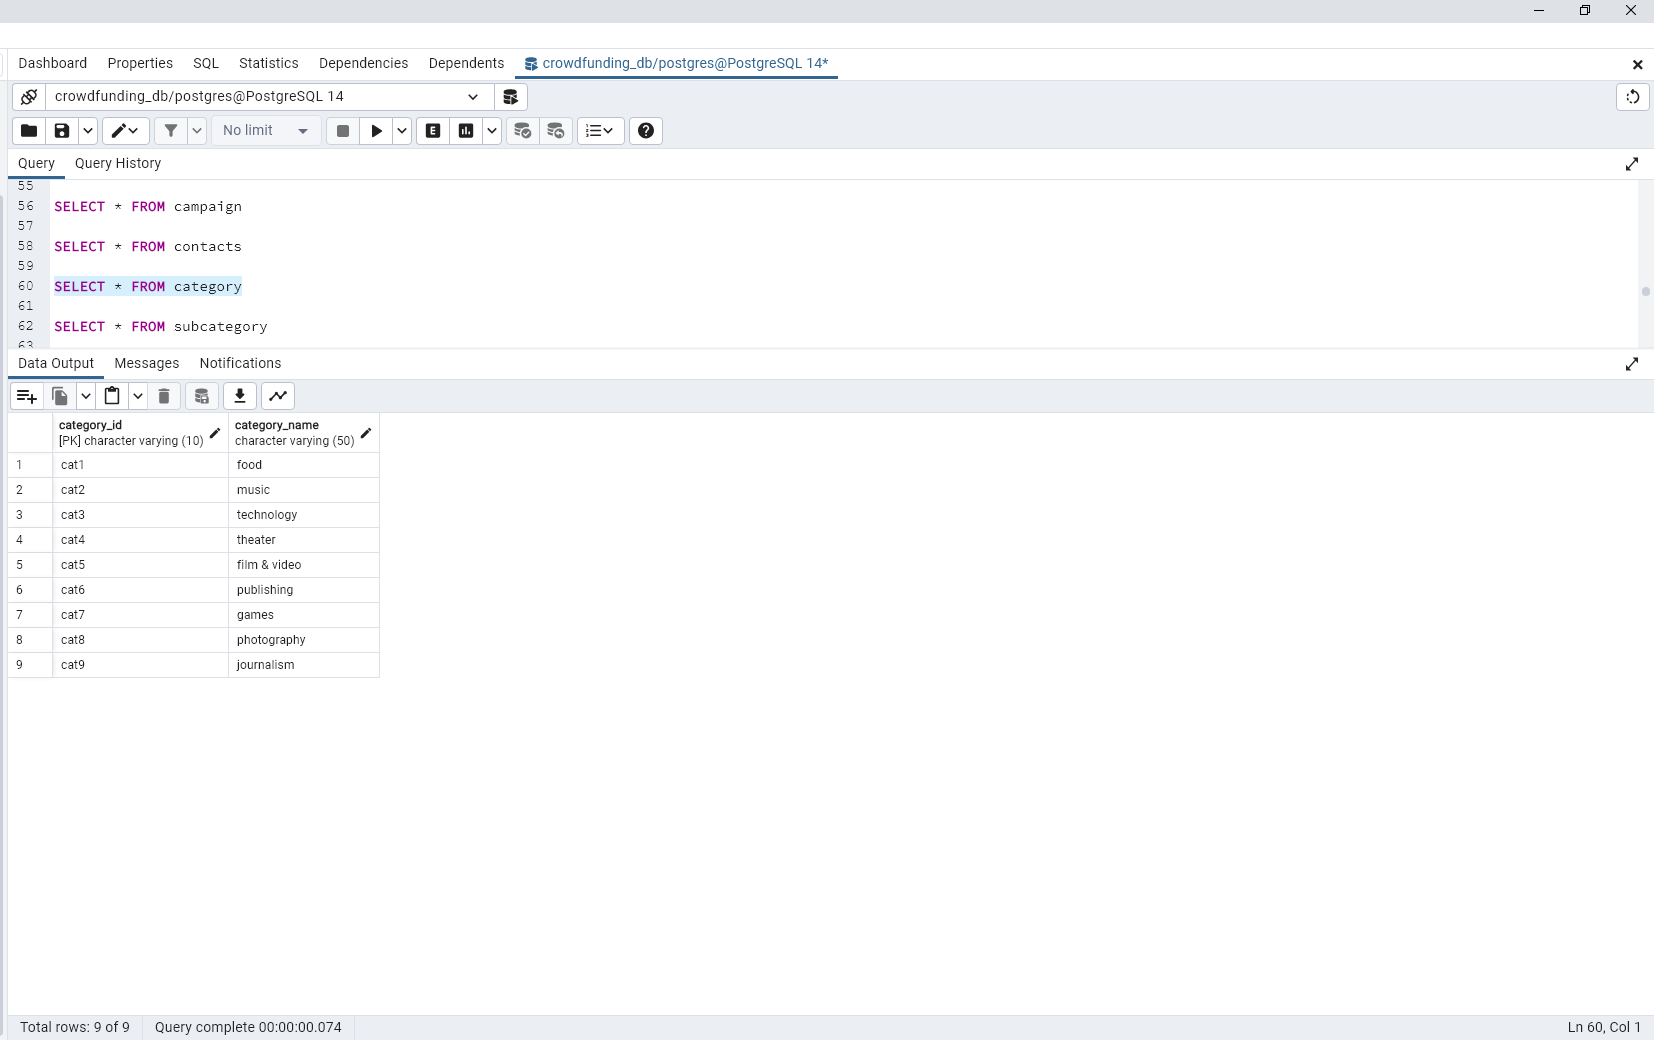 Dashboard Properties SQL Statistics Dependencies Dependents crowdfunding_db/postgres@PostgreSQL 14*
crowdfunding_db/postgres@PostgreSQL 14
No limit
Query Query History
55
56 SELECT * FROM campaign
57
58 SELECT * FROM contacts
59
60 SELECT * FROM category
61
62 SELECT * FROM subcategory
63
Data Output Messages Notifications
category_id category_name
[PK] character varying (10) character varying (50)
1 cat1 food
2 cat2 music
3 cat3 technology
4 cat4 theater
5 cat5 film & video
6 cat6 publishing
7 cat7 games
8 cat8 photography
9 cat9 journalism
Total rows: 9 of 9 Query complete 00:00:00.074 Ln 60, Col 1